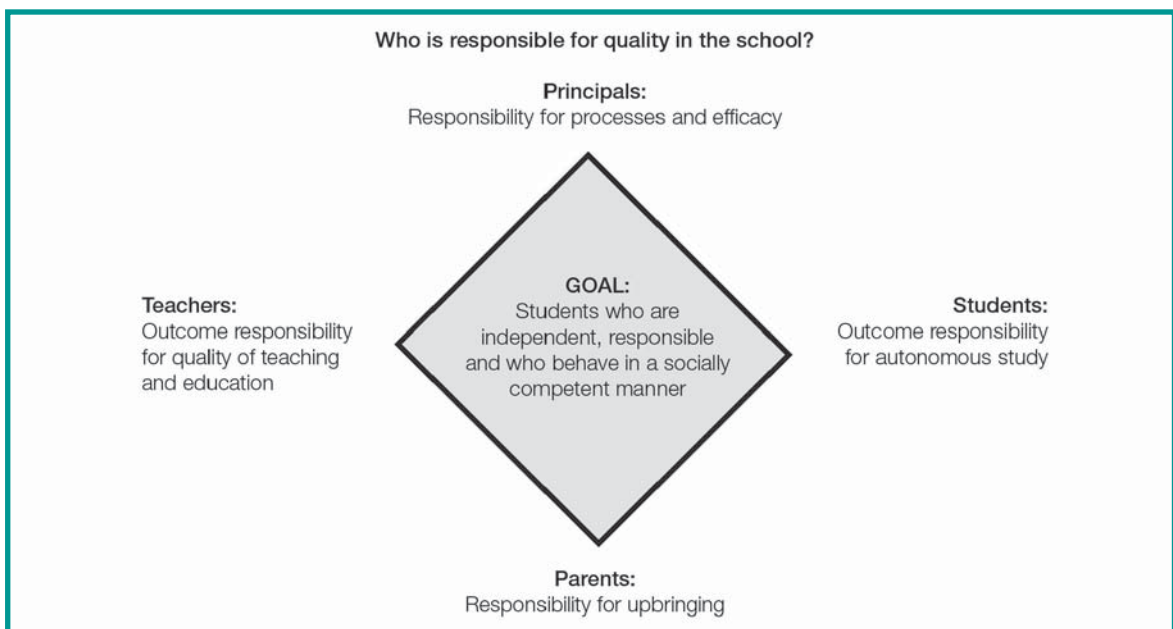 Who is responsible for quality in the school?
Principals:
Responsibility for processes and efficacy
Teachers:
Outcome responsibility
for quality of teaching
and education
GOAL:
Students who are
independent, responsible
and who behave in a socially
competent manner
Students:
Outcome responsibility
for autonomous study
Parents:
Responsibility for upbringing